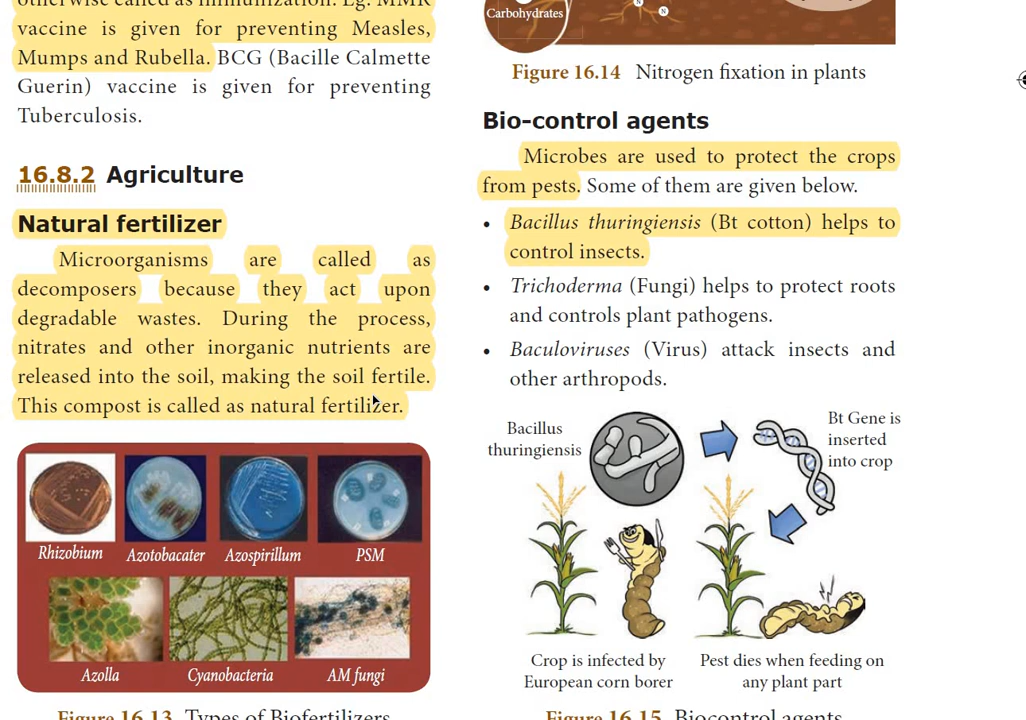 otherwise called as immunization. Eg. MMR
vaccine is given for preventing Measles,
Mumps and Rubella. BCG (Bacille Calmette
Guerin) vaccine is given for preventing
Tuberculosis.
16.8.2 Agriculture
Natural fertilizer
Microorganisms are called as
decomposers because they act upon
degradable wastes. During the process,
nitrates and other inorganic nutrients are
released into the soil, making the soil fertile.
This compost is called as natural fertilizer.
Rhizobium Azotobacater Azospirillum PSM
Azolla Cyanobacteria AM fungi
Figure 16.13 Types of Biofertilizers
Carbohydrates
N
N
Figure 16.14 Nitrogen fixation in plants
Bio-control agents
Microbes are used to protect the crops
from pests. Some of them are given below.
• Bacillus thuringiensis (Bt cotton) helps to
control insects.
• Trichoderma (Fungi) helps to protect roots
and controls plant pathogens.
• Baculoviruses (Virus) attack insects and
other arthropods.
Bacillus
thuringiensis
Bt Gene is
inserted
into crop
Crop is infected by
European corn borer
Pest dies when feeding on
any plant part
Figure 16.15 Biocontrol agents